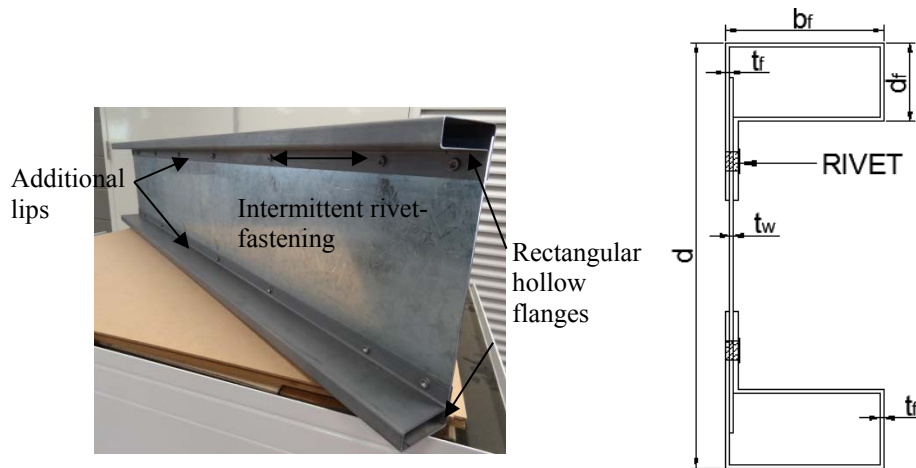 Additional
lips
Intermittent rivet-
fastening
Rectangular
hollow
flanges
bf
tf
df
RIVET
tw
d
tf